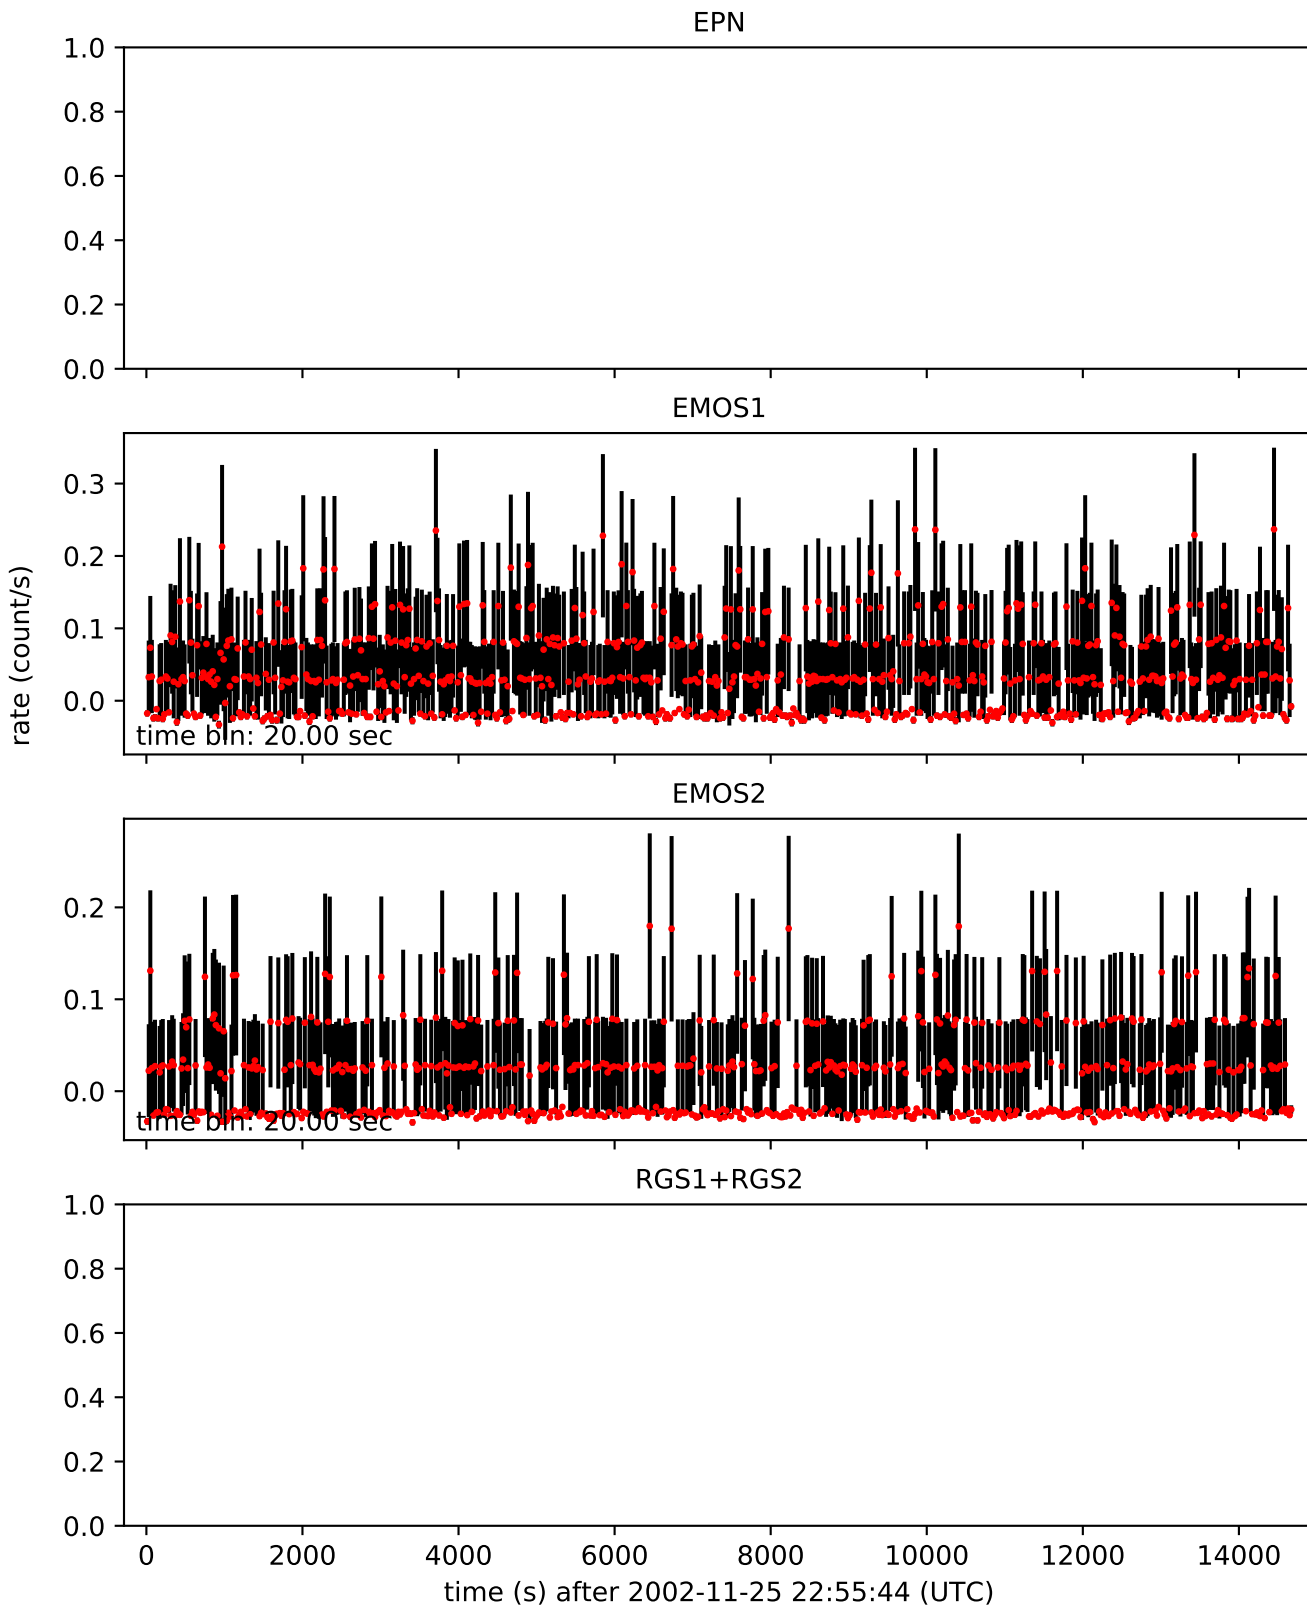 EPN
1.0
0.8
0.6
0.4
0.2
0.0
EMOS1
0.3
0.2
0.1
0.0
rate (count/s)
time bin: 20.00 sec
EMOS2
0.2
0.1
0.0
time bin: 20.00 sec
RGS1+RGS2
1.0
0.8
0.6
0.4
0.2
0.0
0 2000 4000 6000 8000 10000 12000 14000
time (s) after 2002-11-25 22:55:44 (UTC)